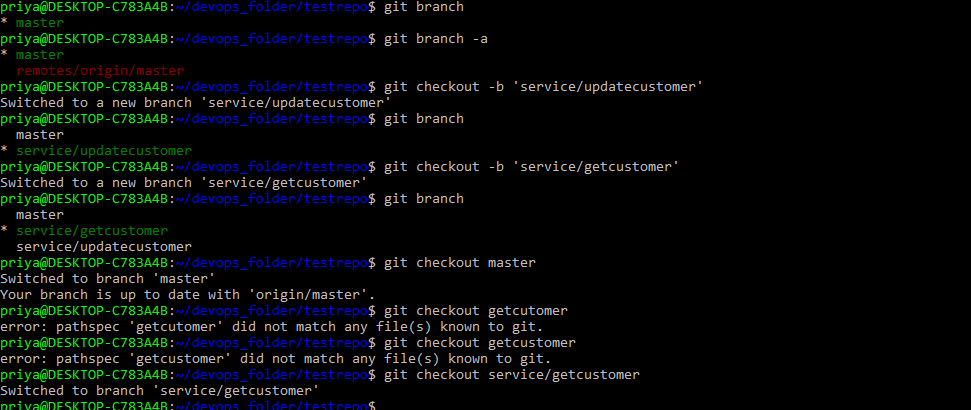 priya@DESKTOP-C783A4B:~/devops_folder/testrepo$ git branch
* master
priya@DESKTOP-C783A4B:~/devops_folder/testrepo$ git branch -a
* master
  remotes/origin/master
priya@DESKTOP-C783A4B:~/devops_folder/testrepo$ git checkout -b 'service/updatecustomer'
Switched to a new branch 'service/updatecustomer'
priya@DESKTOP-C783A4B:~/devops_folder/testrepo$ git branch
  master
* service/updatecustomer
priya@DESKTOP-C783A4B:~/devops_folder/testrepo$ git checkout -b 'service/getcustomer'
Switched to a new branch 'service/getcustomer'
priya@DESKTOP-C783A4B:~/devops_folder/testrepo$ git branch
  master
* service/getcustomer
  service/updatecustomer
priya@DESKTOP-C783A4B:~/devops_folder/testrepo$ git checkout master
Switched to branch 'master'
Your branch is up to date with 'origin/master'.
priya@DESKTOP-C783A4B:~/devops_folder/testrepo$ git checkout getcutomer
error: pathspec 'getcutomer' did not match any file(s) known to git.
priya@DESKTOP-C783A4B:~/devops_folder/testrepo$ git checkout getcustomer
error: pathspec 'getcustomer' did not match any file(s) known to git.
priya@DESKTOP-C783A4B:~/devops_folder/testrepo$ git checkout service/getcustomer
Switched to branch 'service/getcustomer'
priya@DESKTOP-C783A4B:~/devops_folder/testrepo$